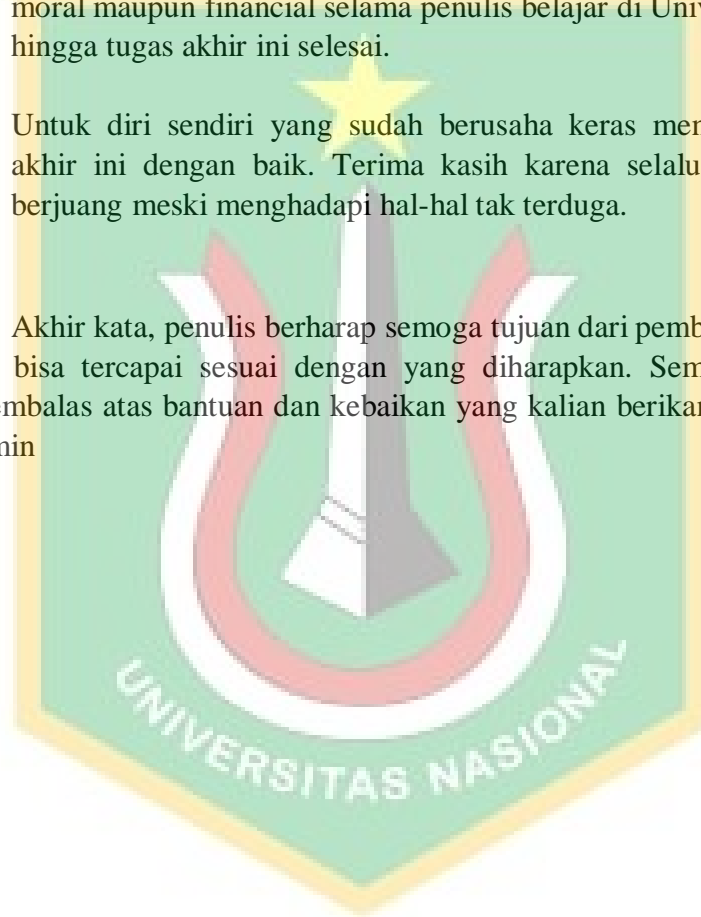 moral maupun financial selama penulis belajar di Univ
hingga tugas akhir ini selesai.
Untuk diri sendiri yang sudah berusaha keras men
akhir ini dengan baik. Terima kasih karena selalu
berjuang meski menghadapi hal-hal tak terduga.
Akhir kata, penulis berharap semoga tujuan dari pemb
bisa tercapai sesuai dengan yang diharapkan. Sem
embalas atas bantuan dan kebaikan yang kalian berikan
min
UNIVERSITAS NASIONAL